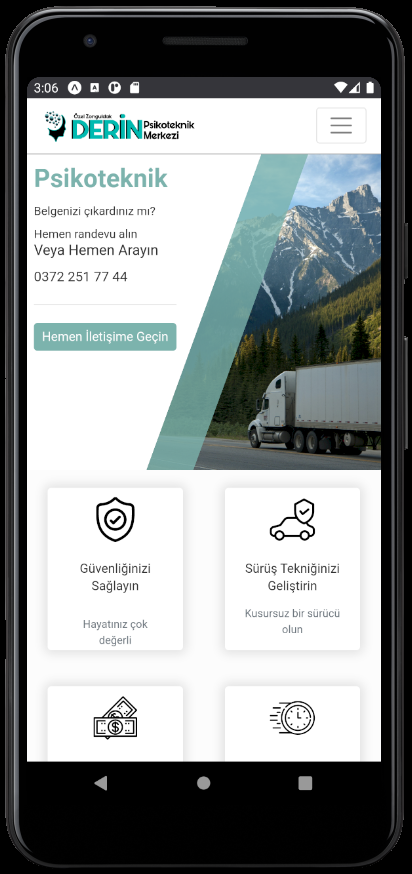 3:06
Özel Zonguldak
DERİN Psikoteknik
Merkezi
Psikoteknik
Belgenizi çıkardınız mı?
Hemen randevu alın
Veya Hemen Arayın
0372 251 77 44
Hemen İletişime Geçin
Güvenliğinizi
Sağlayın
Hayatınız çok
değerli
Sürüş Tekniğinizi
Geliştirin
Kusursuz bir sürücü
olun